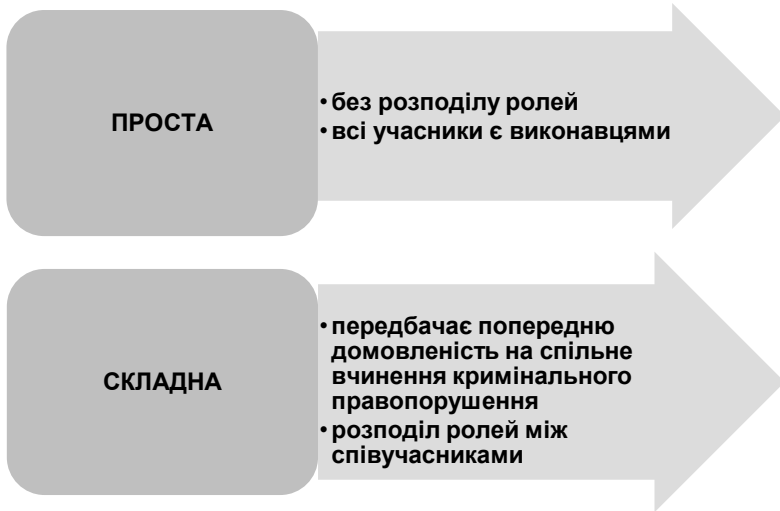 ПРОСТА
•без розподілу ролей
•всі учасники є виконавцями
СКЛАДНА
•передбачає попередню
домовленість на спільне
вчинення кримінального
правопорушення
•розподіл ролей між
співучасниками